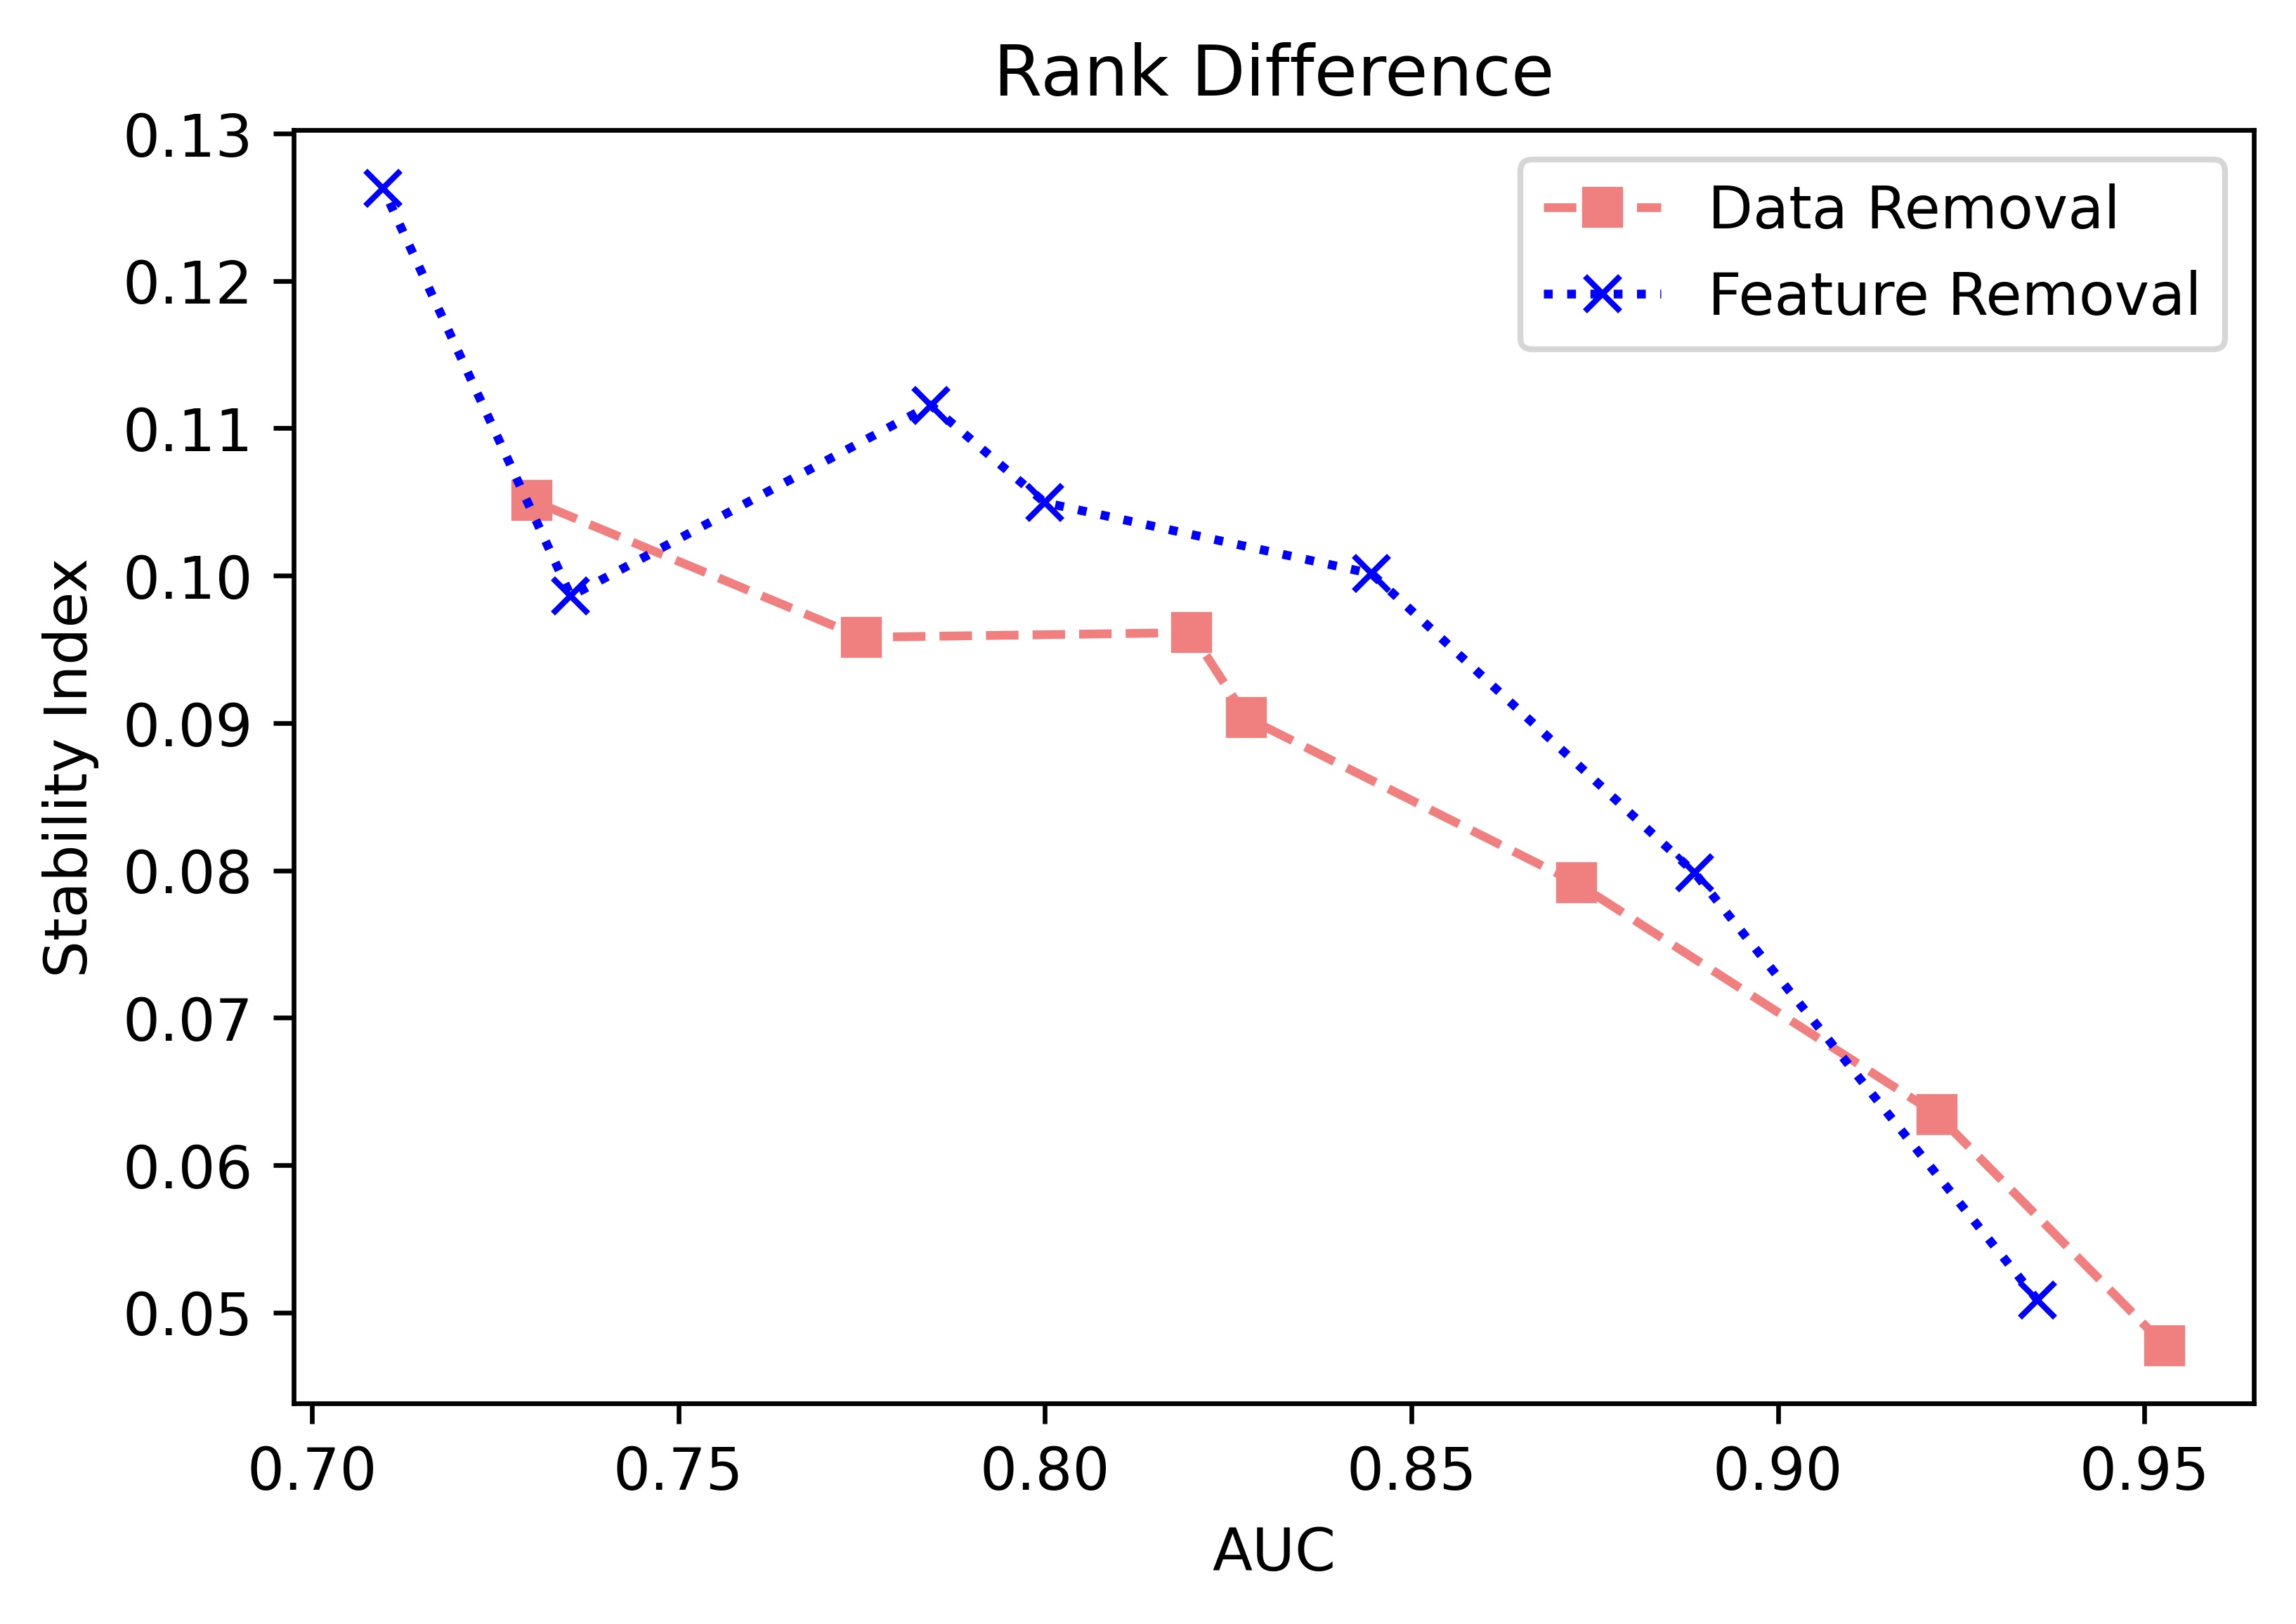 Rank Difference
0.13
0.12
0.11
0.10
0.09
0.08
0.07
0.06
0.05
Stability Index
Data Removal
Feature Removal
0.70 0.75 0.80 0.85 0.90 0.95
AUC